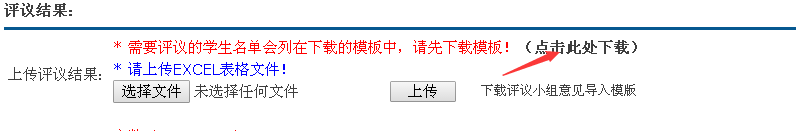 评议结果：
* 需要评议的学生名单会列在下载的模板中，请先下载模板！（点击此处下载）
上传评议结果：
* 请上传EXCEL表格文件！
选择文件 未选择任何文件 上传 下载评议小组意见导入模版